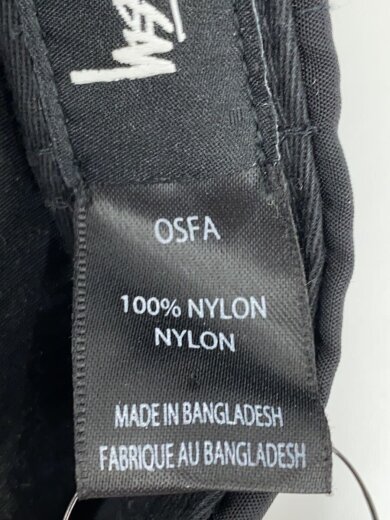 OSFA
100% NYLON
NYLON
MADE IN BANGLADESH
FABRIQUE AU BANGLADESH